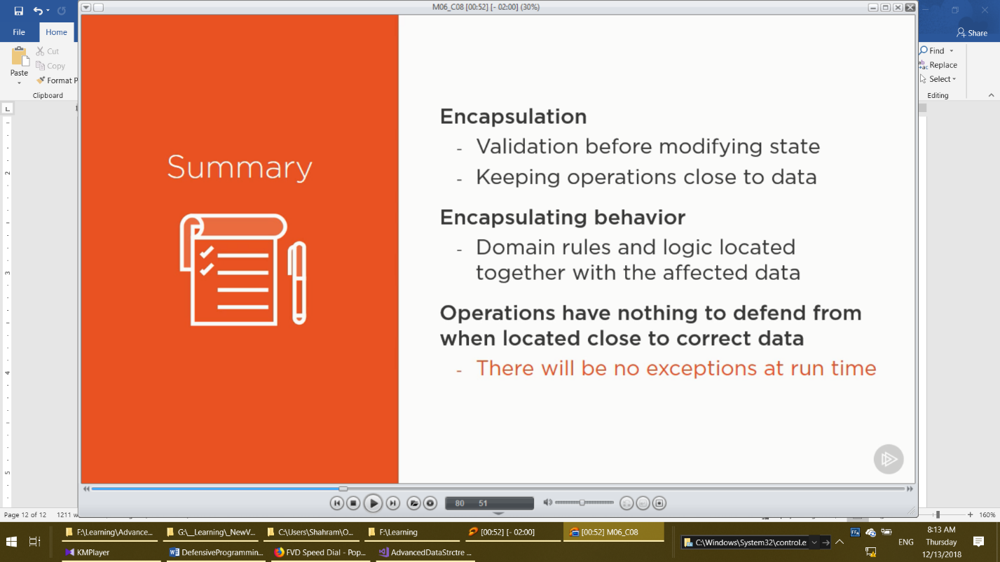 M06_C08 [00:52] [- 02:00] (30%)
File
Home
Share
Cut
Copy
Paste
Format P
Clipboard
Find
Replace
Select
Editing
Summary
Encapsulation
- Validation before modifying state
- Keeping operations close to data
Encapsulating behavior
- Domain rules and logic located
together with the affected data
Operations have nothing to defend from
when located close to correct data
- There will be no exceptions at run time
2
3
4
5
80 51
Page 12 of 12
160%
F:\Learning\Advance...
G:\__Learning\_NewV...
C:\Users\Shahram\O...
F:\Learning
[00:52] [- 02:00]
[00:52] M06_C08
C:\Windows\System32\control.e
ENG
8:13 AM
Thursday
12/13/2018
KMPlayer
DefensiveProgrammin...
FVD Speed Dial - Pop...
AdvancedDataStrctre ...